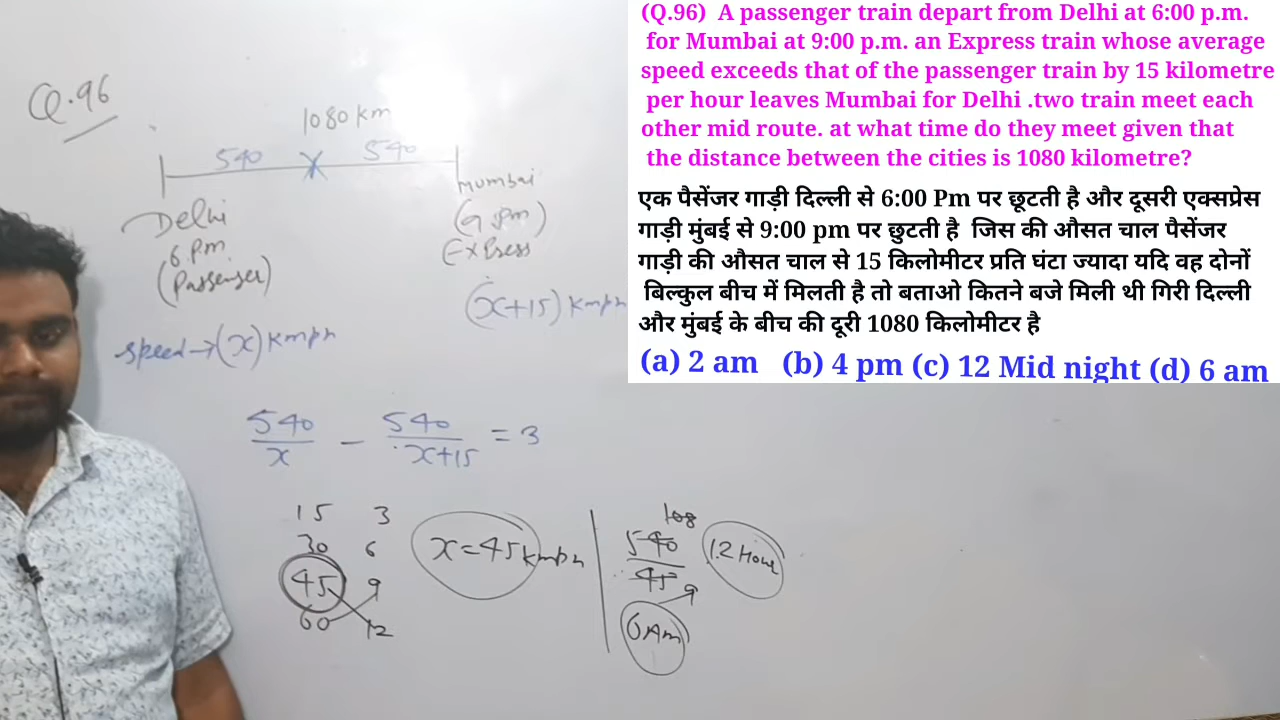 (Q.96) A passenger train depart from Delhi at 6:00 p.m.
for Mumbai at 9:00 p.m. an Express train whose average
speed exceeds that of the passenger train by 15 kilometre
per hour leaves Mumbai for Delhi .two train meet each
other mid route. at what time do they meet given that
the distance between the cities is 1080 kilometre?
एक पैसेंजर गाड़ी दिल्ली से 6:00 Pm पर छूटती है और दूसरी एक्सप्रेस
गाड़ी मुंबई से 9:00 pm पर छुटती है जिस की औसत चाल पैसेंजर
गाड़ी की औसत चाल से 15 किलोमीटर प्रति घंटा ज्यादा यदि वह दोनों
बिल्कुल बीच में मिलती है तो बताओ कितने बजे मिली थी गिरी दिल्ली
और मुंबई के बीच की दूरी 1080 किलोमीटर है
(a) 2 am (b) 4 pm (c) 12 Mid night (d) 6 am
Q.96
1080 km
540 540
Delhi
6 P.m
(Passenger)
Mumbai
(9 pm)
Express
speed→(x) kmph
(x+15) kmph
540/x - 540/x+15 = 3
15 3
30 6
45 9
60 12
x=45 kmph
108
540
45 9
12 Hour
6 Am